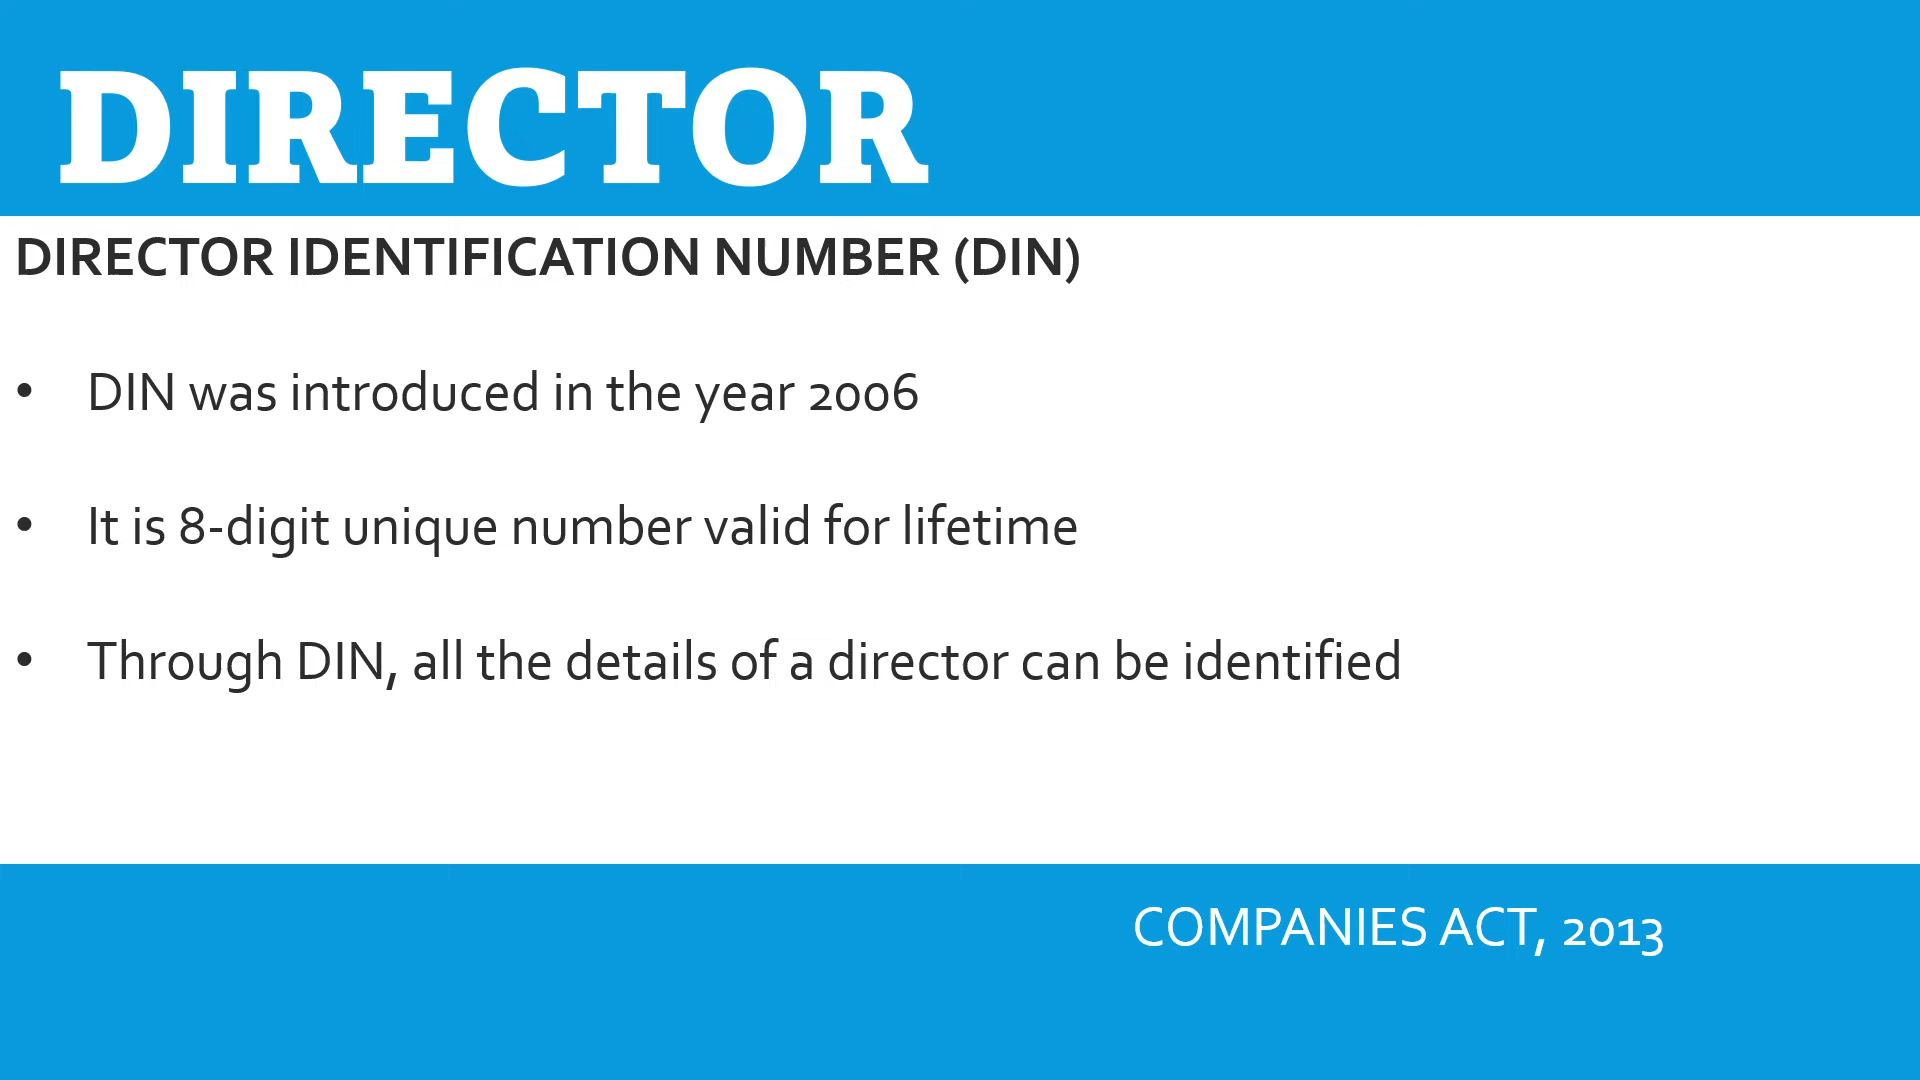 DIRECTOR
DIRECTOR IDENTIFICATION NUMBER (DIN)
• DIN was introduced in the year 2006
• It is 8-digit unique number valid for lifetime
• Through DIN, all the details of a director can be identified
COMPANIES ACT, 2013